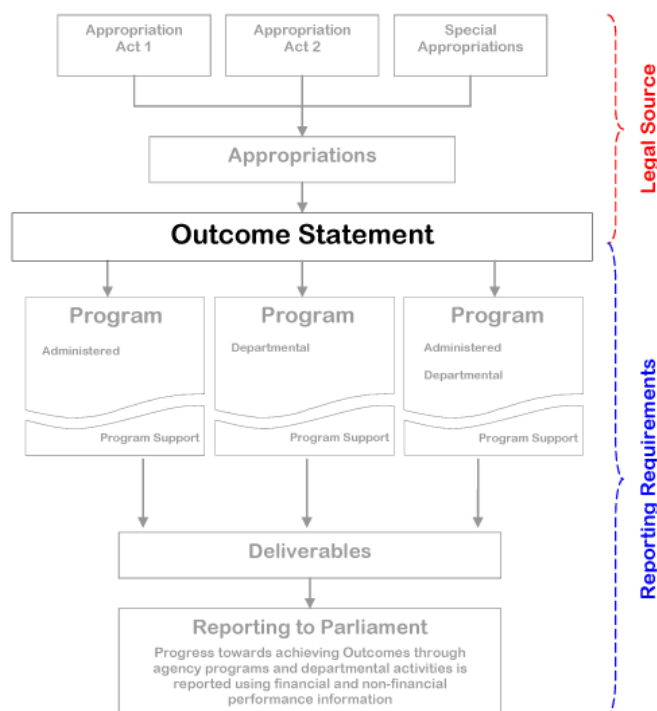 Appropriation
Act 1
Appropriation
Act 2
Special
Appropriations
Legal Source
Appropriations
Outcome Statement
Program
Administered
Program Support
Program
Departmental
Program Support
Program
Administered
Departmental
Program Support
Reporting Requirements
Deliverables
Reporting to Parliament
Progress towards achieving Outcomes through
agency programs and departmental activities is
reported using financial and non-financial
performance information